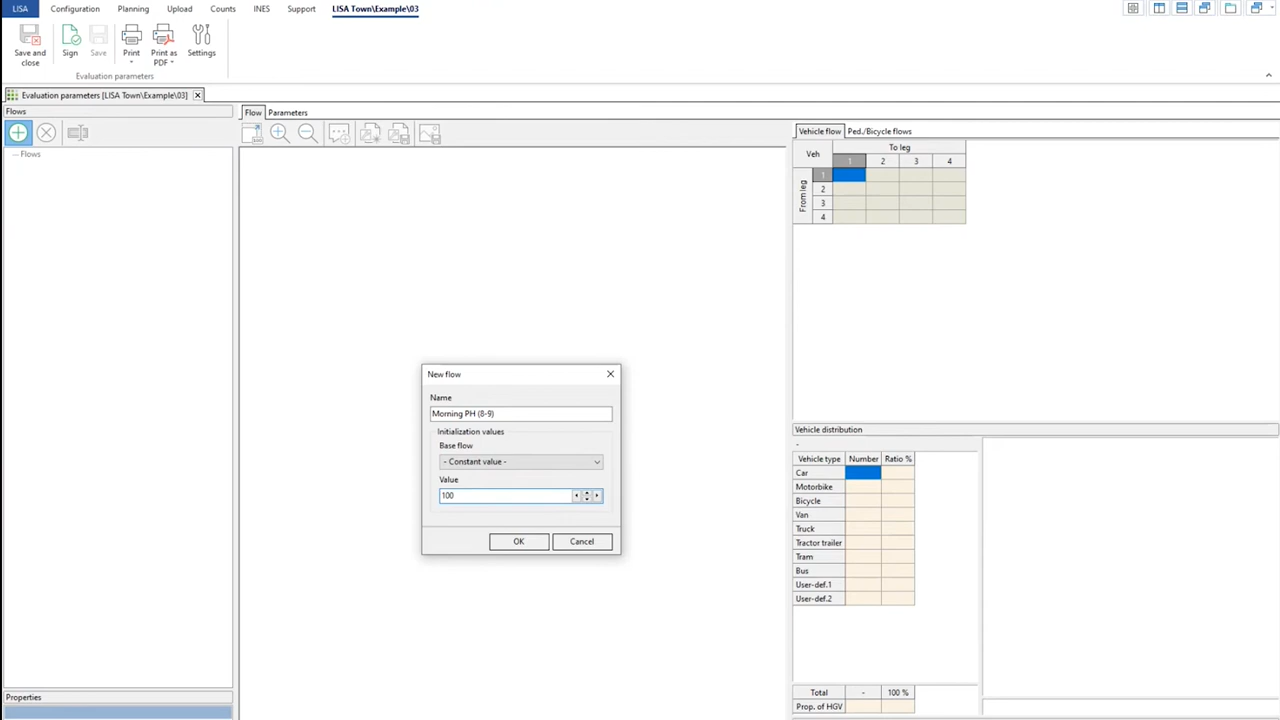 LISA Configuration Planning Upload Counts INES Support LISA Town\Example\03
Save and close Sign Save Print Print as PDF Settings
Evaluation parameters
Evaluation parameters [LISA Town\Example\03]
Flows
Flow Parameters
Flows
Vehicle flow Ped./Bicycle flows
Veh To leg
1 2 3 4
From leg
1
2
3
4
New flow
Name
Morning PH (8-9)
Initialization values
Base flow
- Constant value -
Value
100
OK Cancel
Vehicle distribution
-
Vehicle type Number Ratio %
Car
Motorbike
Bicycle
Van
Truck
Tractor trailer
Tram
Bus
User-def.1
User-def.2
Total - 100 %
Prop. of HGV
Properties